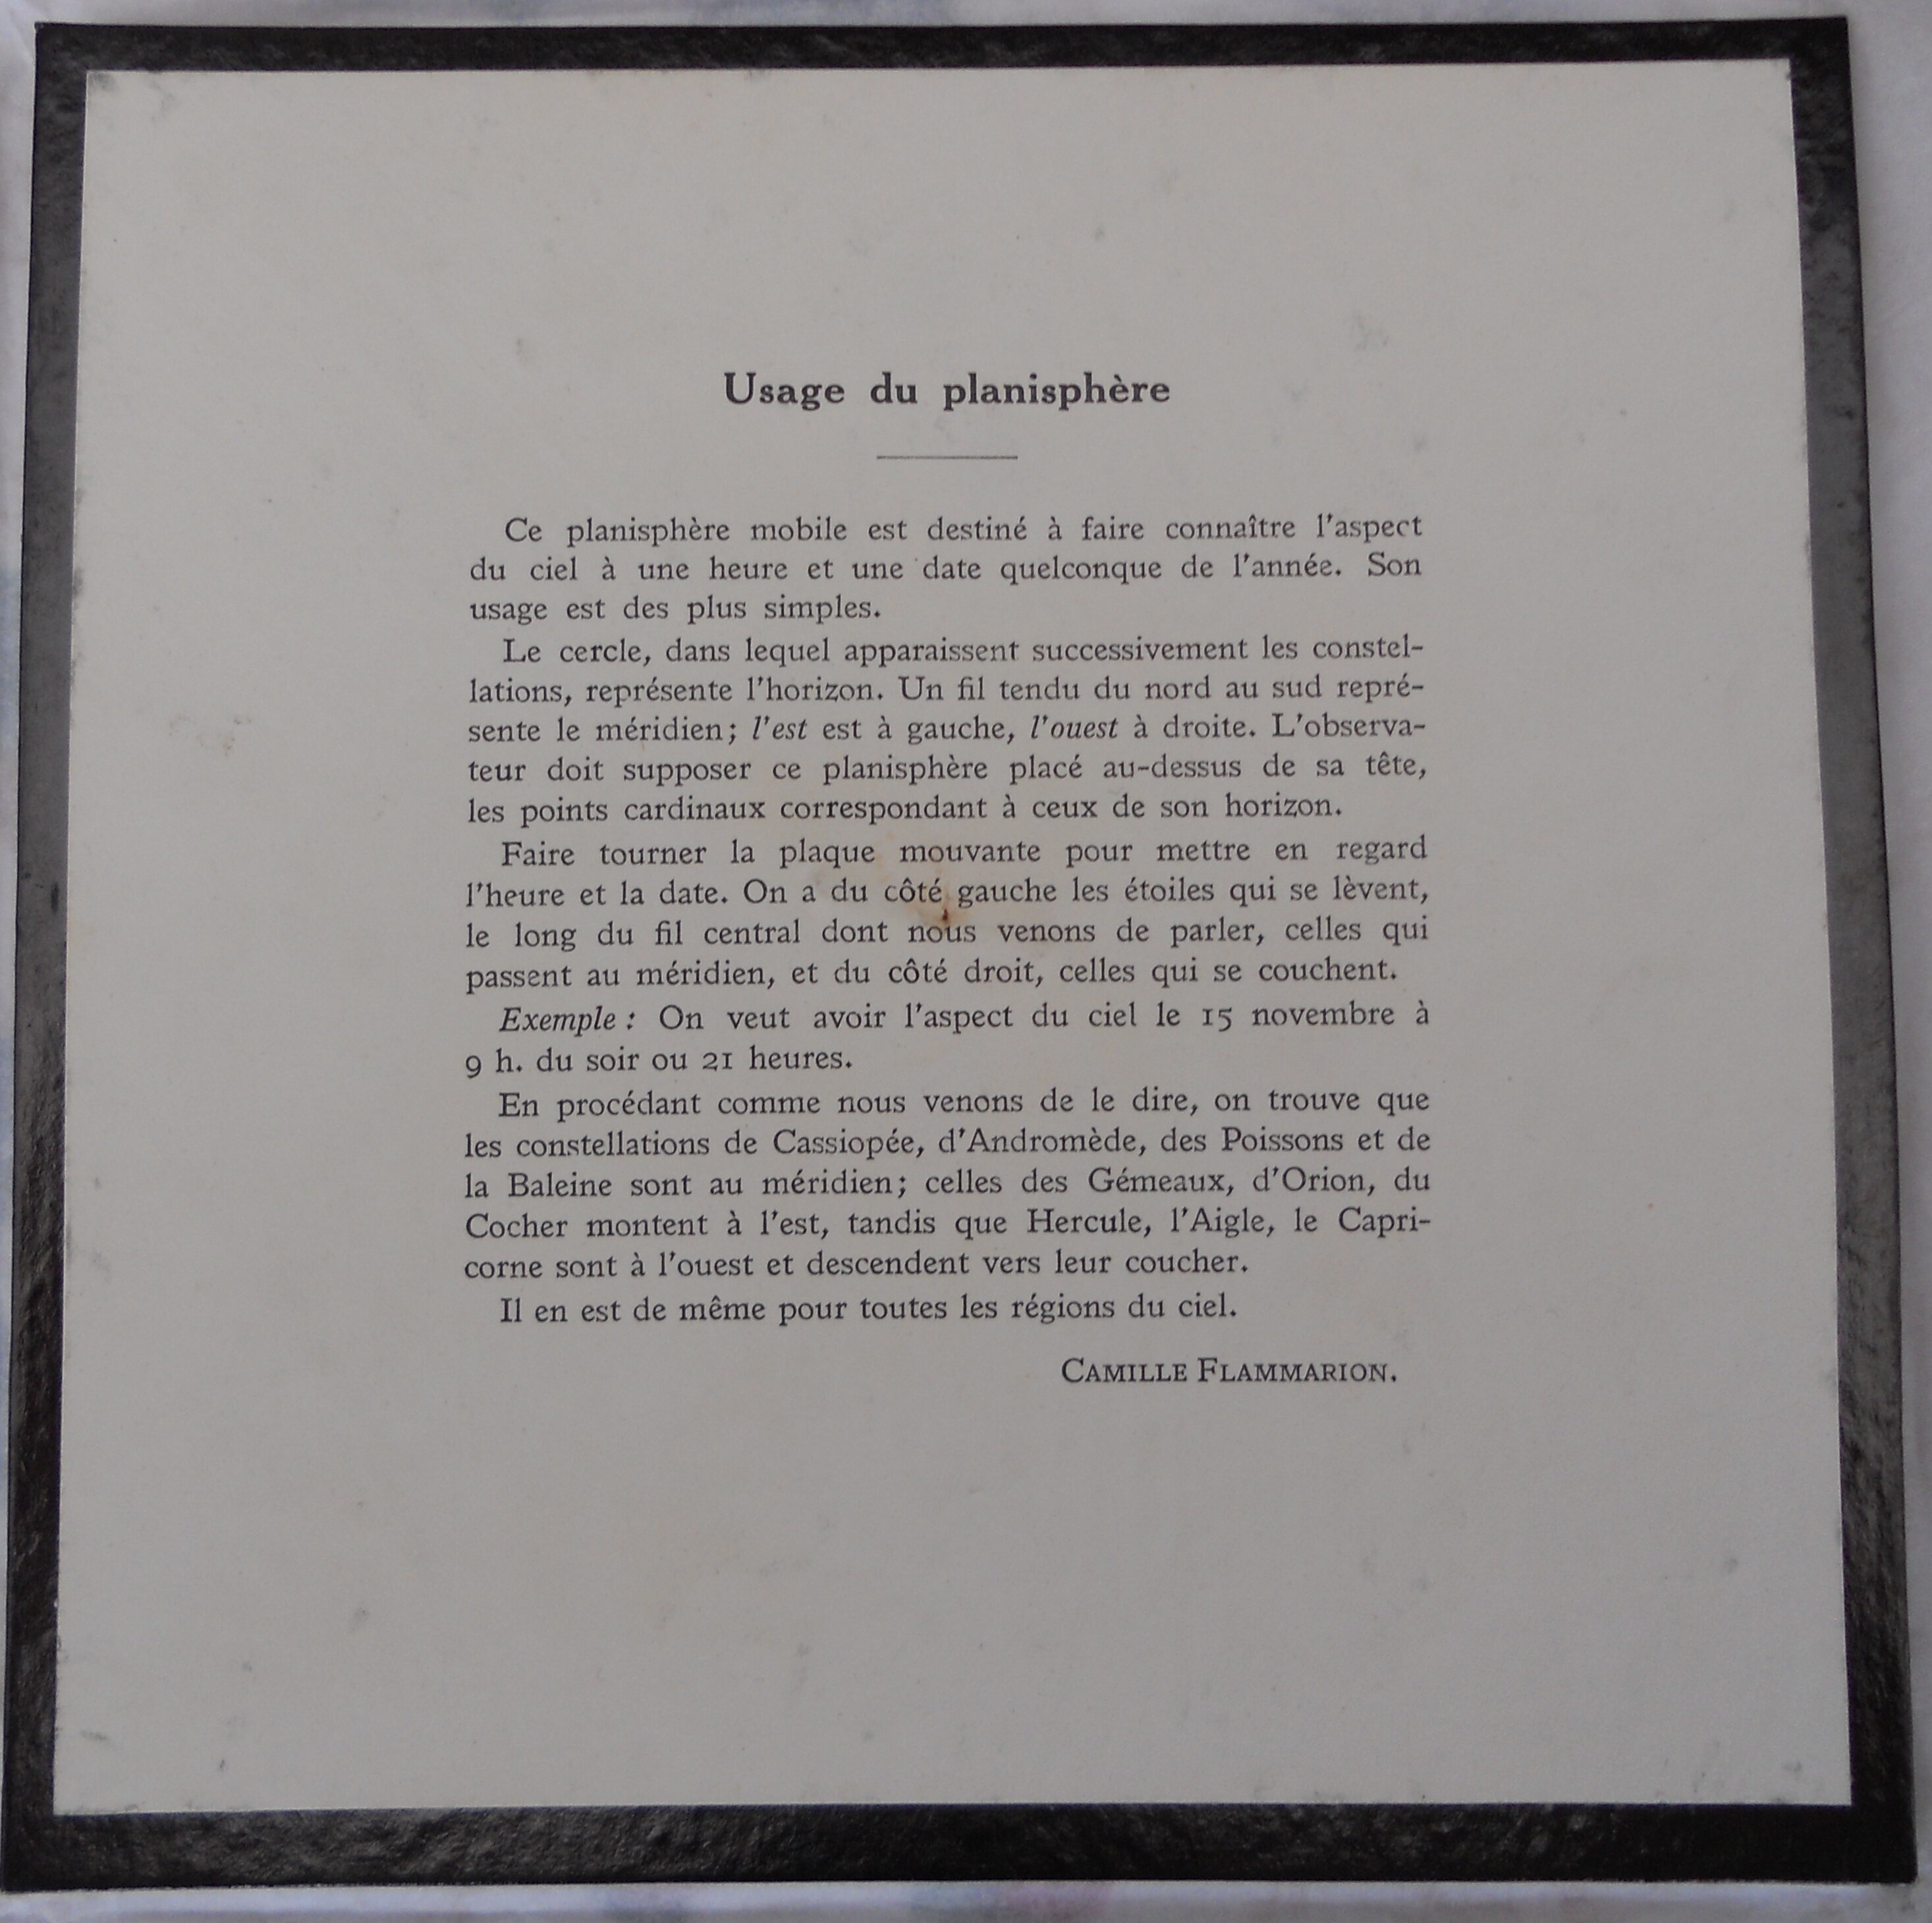 Usage du planisphère
Ce planisphère mobile est destiné à faire connaître l'aspect
du ciel à une heure et une date quelconque de l'année. Son
usage est des plus simples.
Le cercle, dans lequel apparaissent successivement les constel-
lations, représente l'horizon. Un fil tendu du nord au sud repré-
sente le méridien; l'est est à gauche, l'ouest à droite. L'observa-
teur doit supposer ce planisphère placé au-dessus de sa tête,
les points cardinaux correspondant à ceux de son horizon.
Faire tourner la plaque mouvante pour mettre en regard
l'heure et la date. On a du côté gauche les étoiles qui se lèvent,
le long du fil central dont nous venons de parler, celles qui
passent au méridien, et du côté droit, celles qui se couchent.
Exemple : On veut avoir l'aspect du ciel le 15 novembre à
9 h. du soir ou 21 heures.
En procédant comme nous venons de le dire, on trouve que
les constellations de Cassiopée, d'Andromède, des Poissons et de
la Baleine sont au méridien; celles des Gémeaux, d'Orion, du
Cocher montent à l'est, tandis que Hercule, l'Aigle, le Capri-
corne sont à l'ouest et descendent vers leur coucher.
Il en est de même pour toutes les régions du ciel.
CAMILLE FLAMMARION.